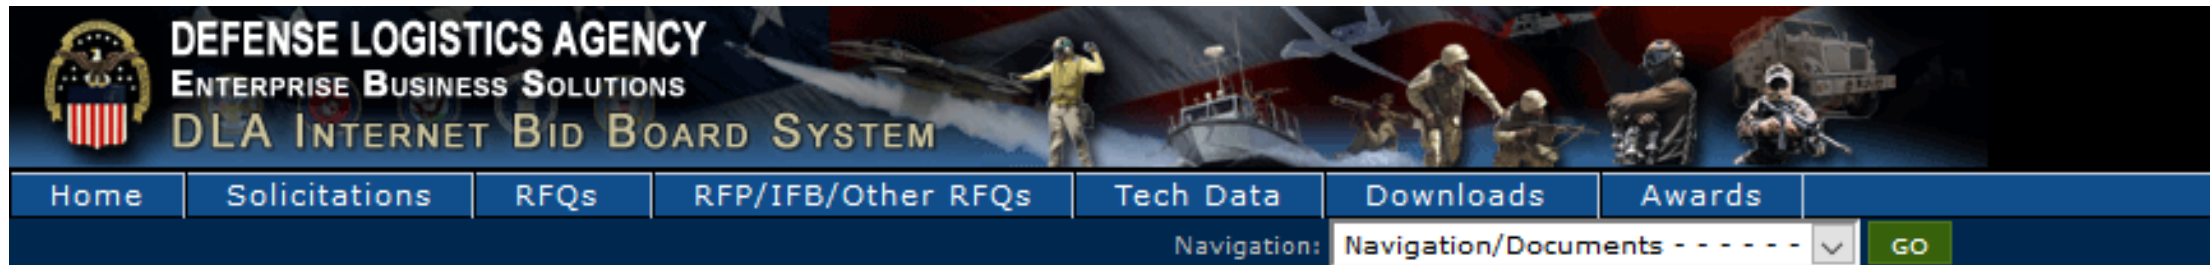 DEFENSE LOGISTICS AGENCY
ENTERPRISE BUSINESS SOLUTIONS
DLA INTERNET BID BOARD SYSTEM
Home Solicitations RFQs RFP/IFB/Other RFQs Tech Data Downloads Awards
Navigation: Navigation/Documents - - - - - - GO